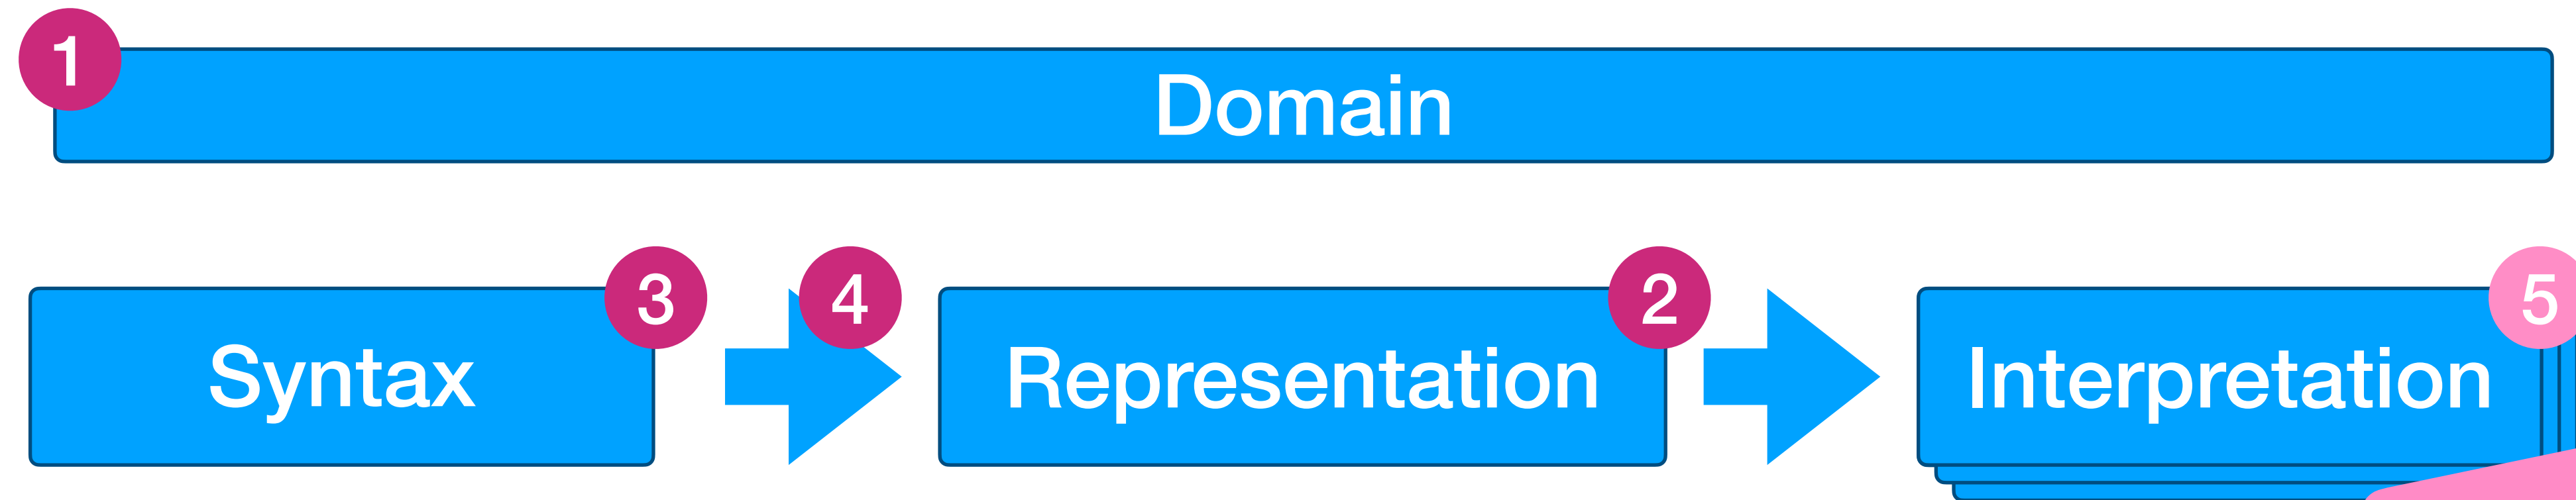 1
Domain
3
4
2
5
Syntax
Representation
Interpretation